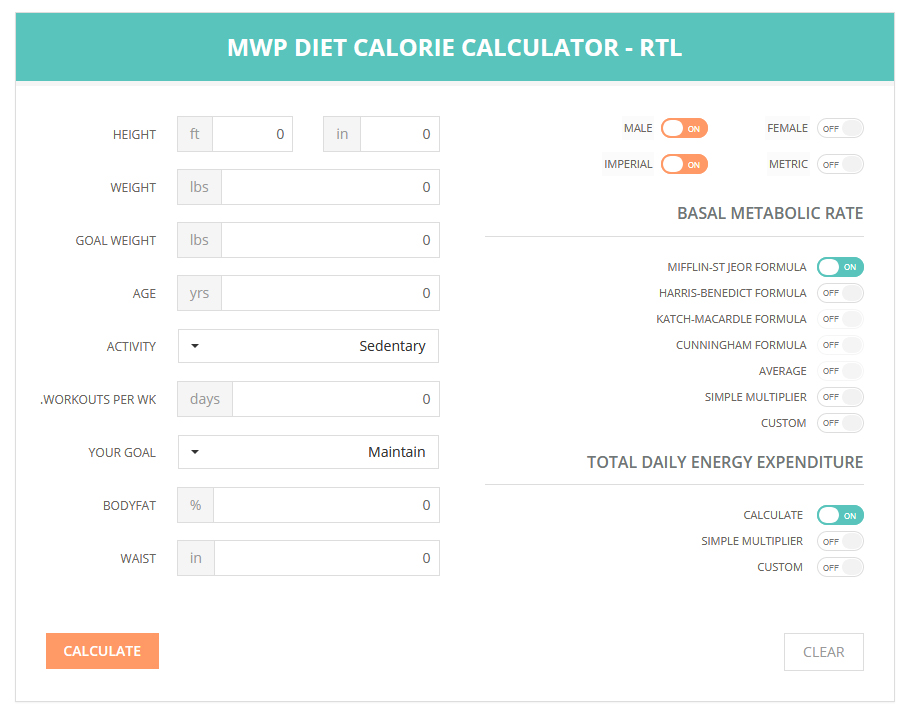 MWP DIET CALORIE CALCULATOR - RTL
HEIGHT ft 0 in 0
WEIGHT lbs 0
GOAL WEIGHT lbs 0
AGE yrs 0
ACTIVITY Sedentary
.WORKOUTS PER WK days 0
YOUR GOAL Maintain
BODYFAT % 0
WAIST in 0
MALE ON FEMALE OFF
IMPERIAL ON METRIC OFF
BASAL METABOLIC RATE
MIFFLIN-ST JEOR FORMULA ON
HARRIS-BENEDICT FORMULA OFF
KATCH-MACARDLE FORMULA OFF
CUNNINGHAM FORMULA OFF
AVERAGE OFF
SIMPLE MULTIPLIER OFF
CUSTOM OFF
TOTAL DAILY ENERGY EXPENDITURE
CALCULATE ON
SIMPLE MULTIPLIER OFF
CUSTOM OFF
CALCULATE CLEAR